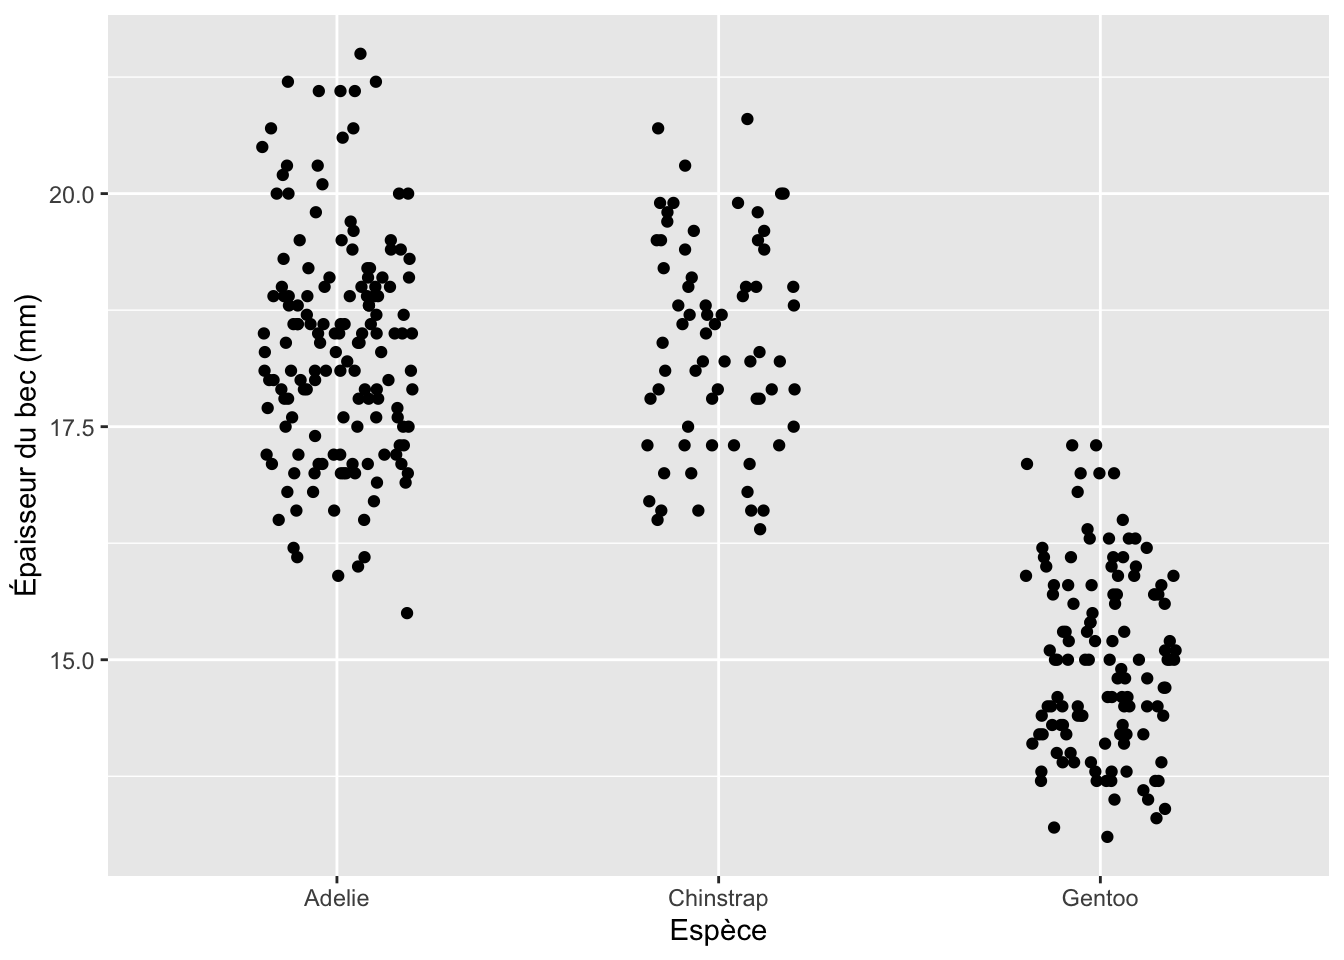 Épaisseur du bec (mm)
20.0
17.5
15.0
Adelie
Chinstrap
Gentoo
Espèce